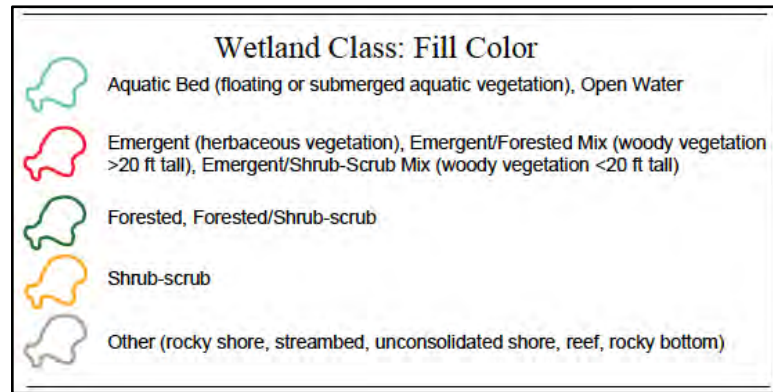 Wetland Class: Fill Color
Aquatic Bed (floating or submerged aquatic vegetation), Open Water
Emergent (herbaceous vegetation), Emergent/Forested Mix (woody vegetation
>20 ft tall), Emergent/Shrub-Scrub Mix (woody vegetation <20 ft tall)
Forested, Forested/Shrub-scrub
Shrub-scrub
Other (rocky shore, streambed, unconsolidated shore, reef, rocky bottom)